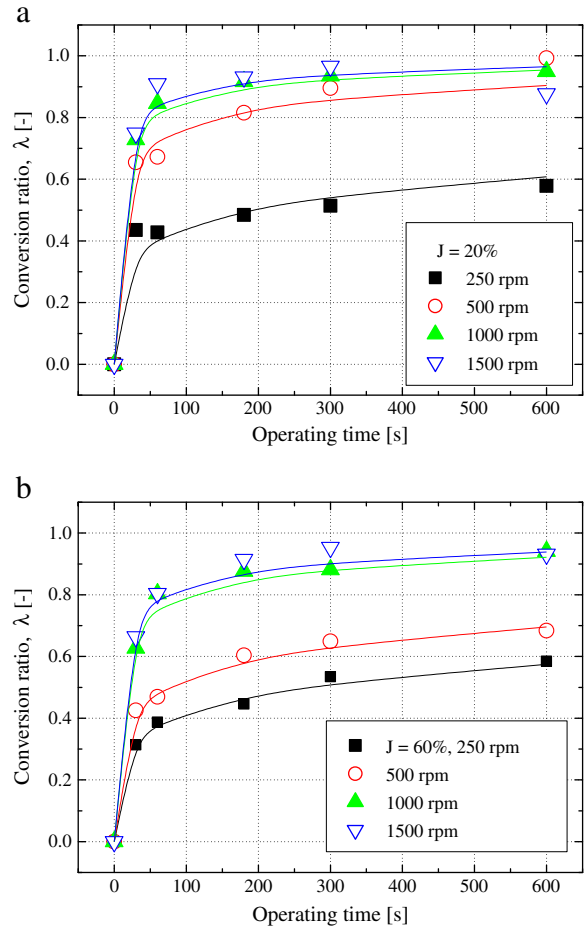 a
1.0
0.8
0.6
0.4
0.2
0.0
Conversion ratio, λ [-]
J = 20%
250 rpm
500 rpm
1000 rpm
1500 rpm
0 100 200 300 400 500 600
Operating time [s]
b
1.0
0.8
0.6
0.4
0.2
0.0
Conversion ratio, λ [-]
J = 60%, 250 rpm
500 rpm
1000 rpm
1500 rpm
0 100 200 300 400 500 600
Operating time [s]